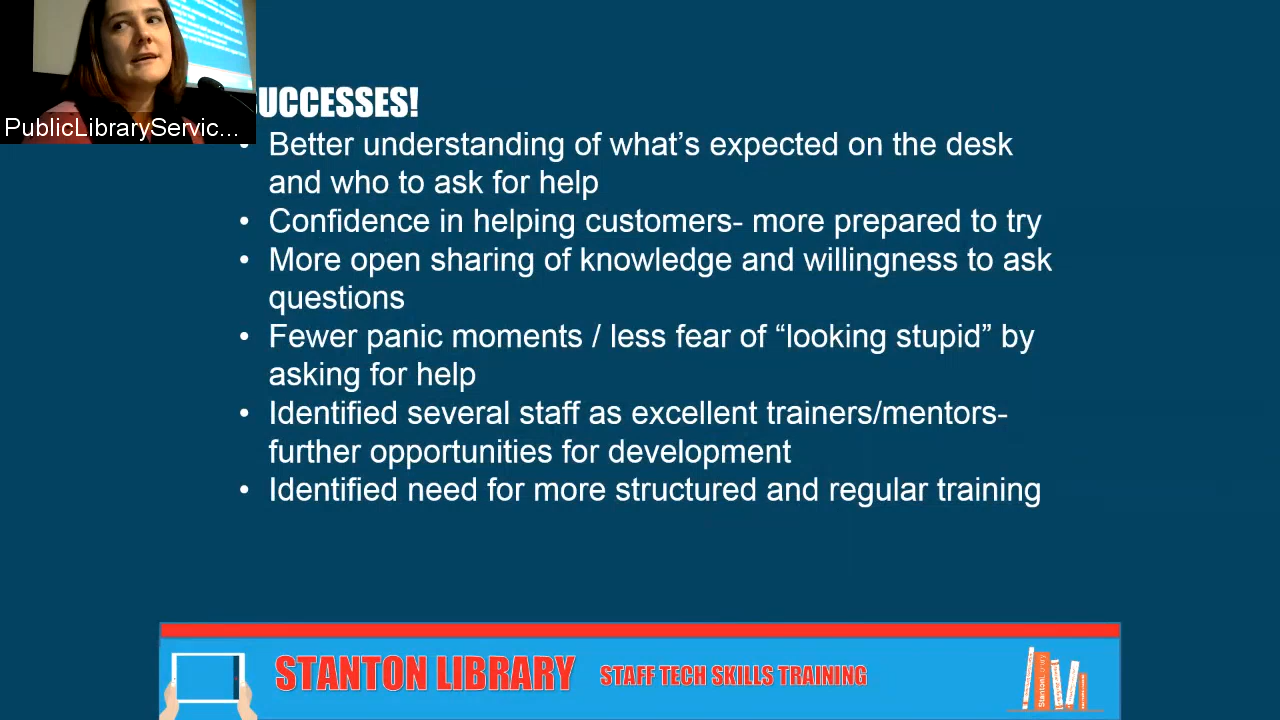 UCCESSES!
PublicLibraryServic...
• Better understanding of what’s expected on the desk
and who to ask for help
• Confidence in helping customers- more prepared to try
• More open sharing of knowledge and willingness to ask
questions
• Fewer panic moments / less fear of “looking stupid” by
asking for help
• Identified several staff as excellent trainers/mentors-
further opportunities for development
• Identified need for more structured and regular training
STANTON LIBRARY STAFF TECH SKILLS TRAINING